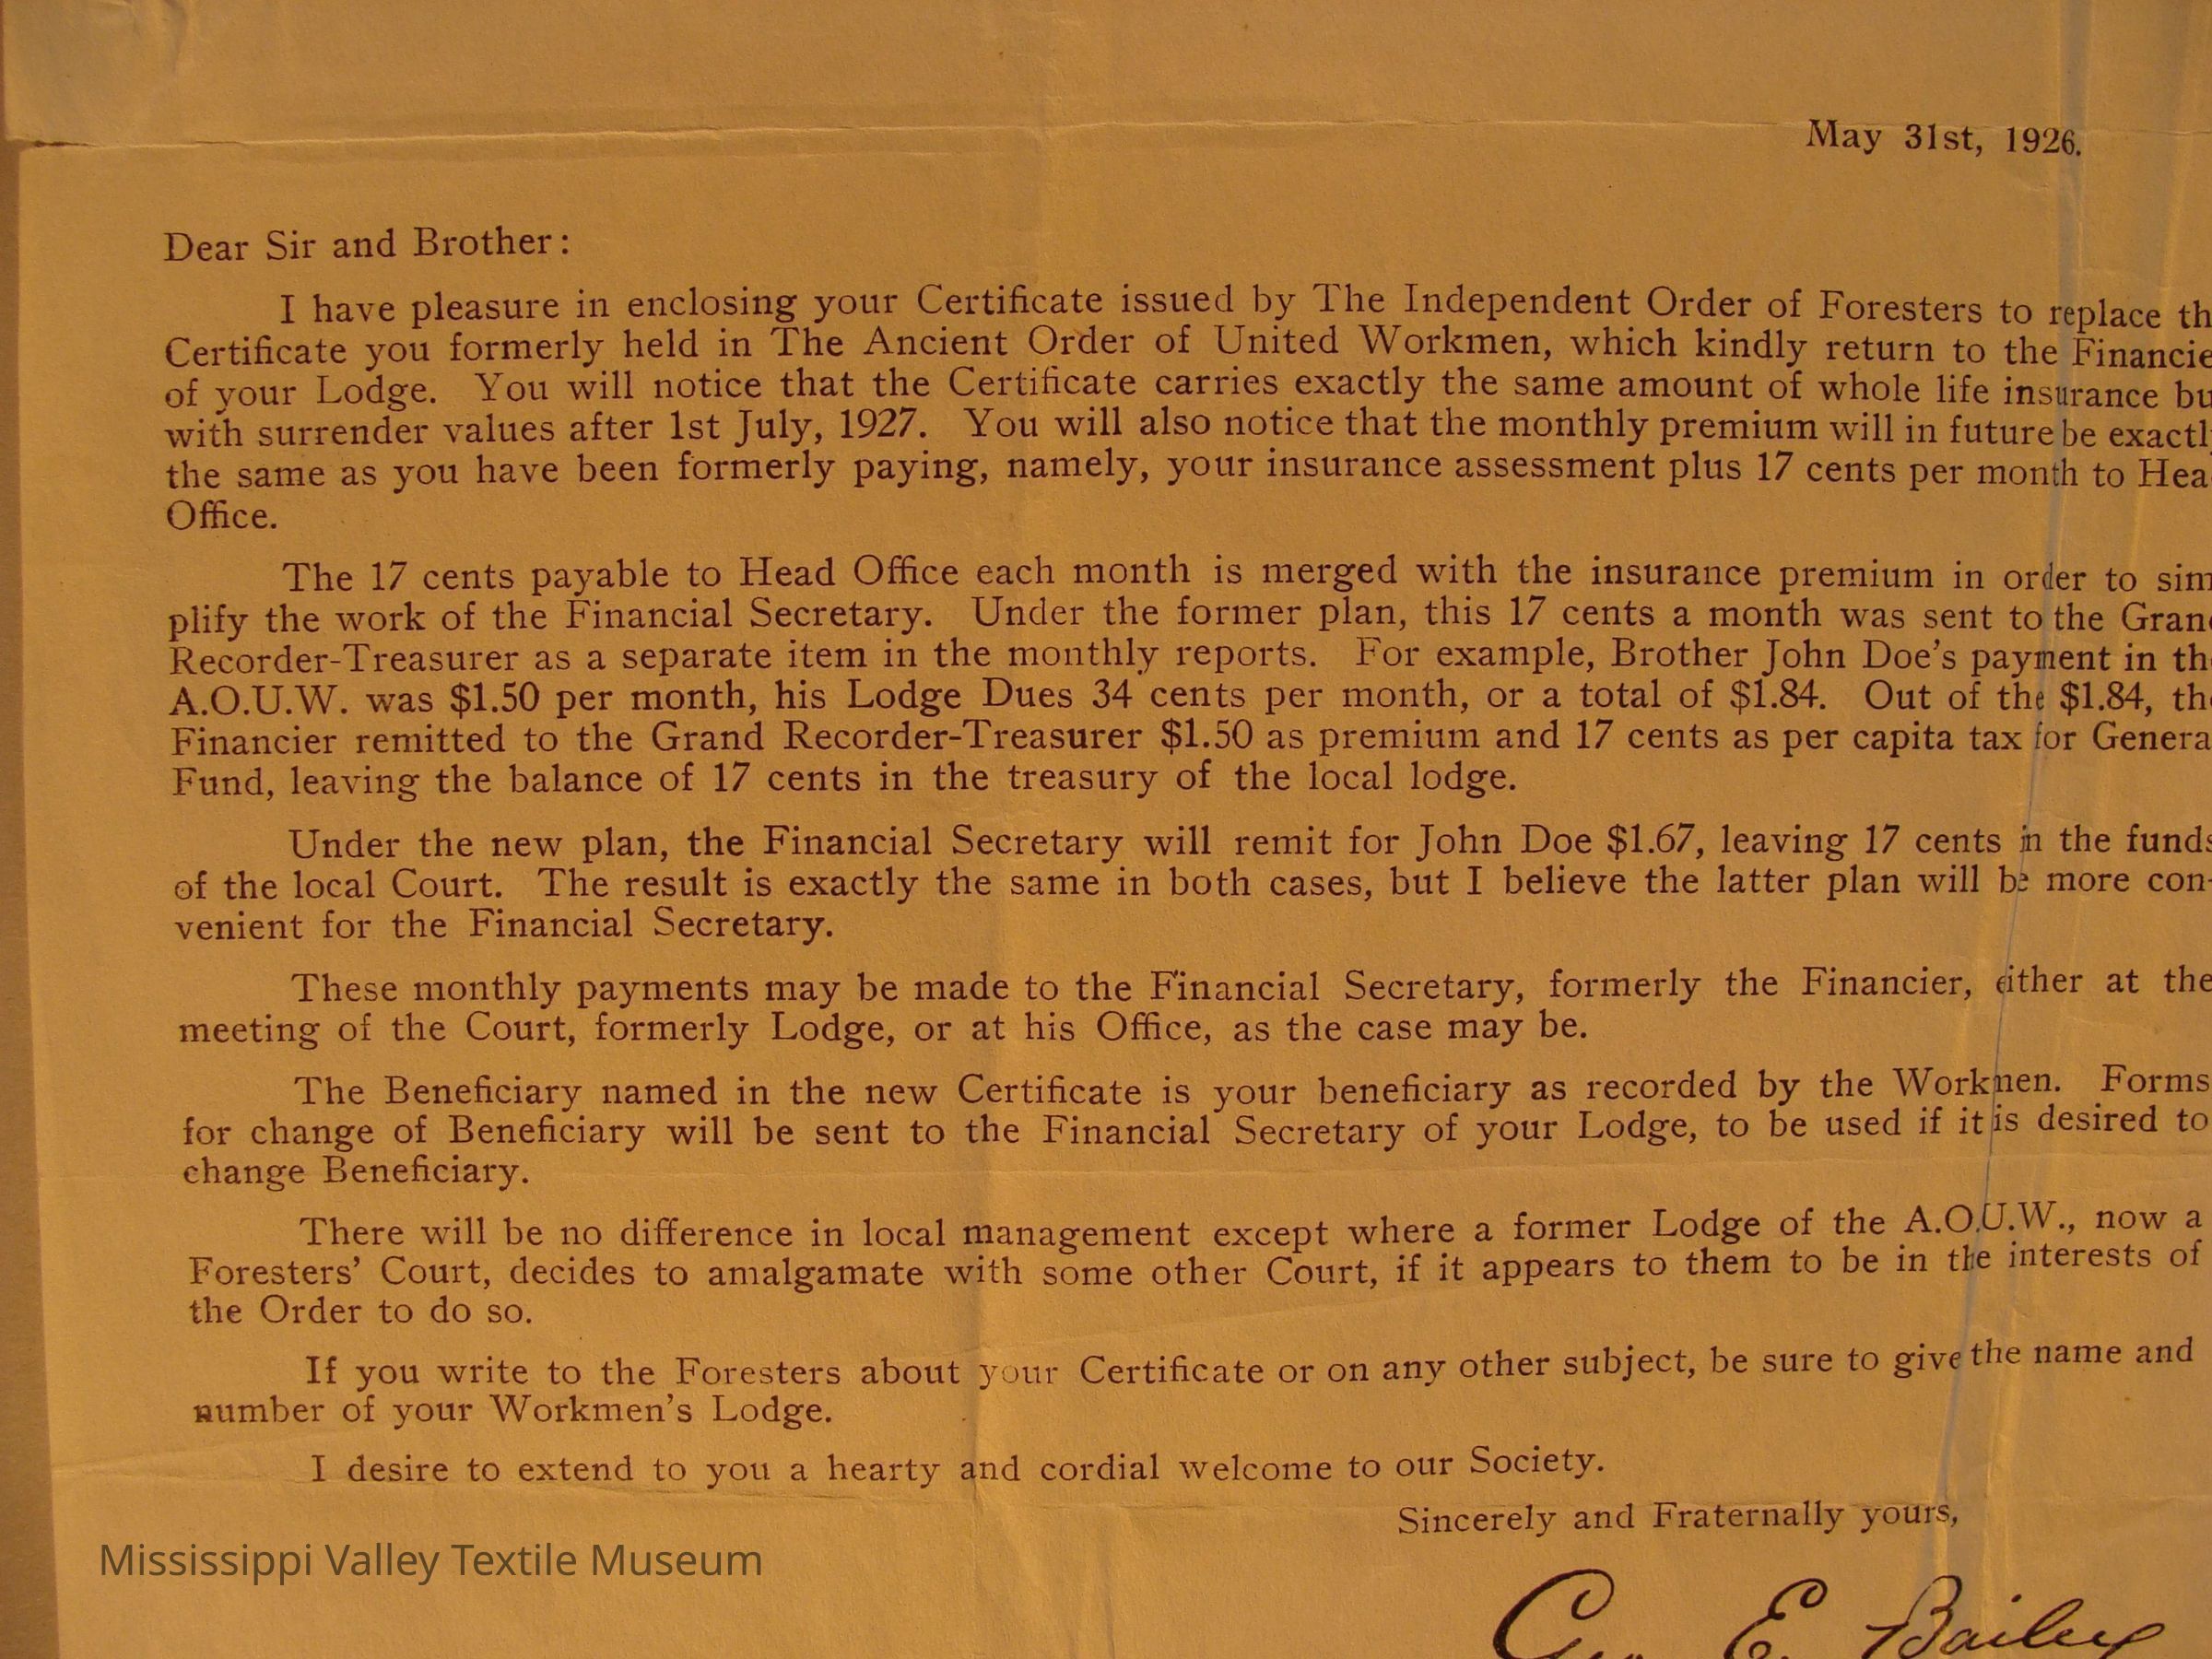 May 31st, 1926.
Dear Sir and Brother:
I have pleasure in enclosing your Certificate issued by The Independent Order of Foresters to replace th
Certificate you formerly held in The Ancient Order of United Workmen, which kindly return to the Financie
of your Lodge. You will notice that the Certificate carries exactly the same amount of whole life insurance bu
with surrender values after 1st July, 1927. You will also notice that the monthly premium will in future be exactl
the same as you have been formerly paying, namely, your insurance assessment plus 17 cents per month to Hea
Office.
The 17 cents payable to Head Office each month is merged with the insurance premium in order to sim
plify the work of the Financial Secretary. Under the former plan, this 17 cents a month was sent to the Gran
Recorder-Treasurer as a separate item in the monthly reports. For example, Brother John Doe's payment in th
A.O.U.W. was $1.50 per month, his Lodge Dues 34 cents per month, or a total of $1.84. Out of the $1.84, th
Financier remitted to the Grand Recorder-Treasurer $1.50 as premium and 17 cents as per capita tax for Genera
Fund, leaving the balance of 17 cents in the treasury of the local lodge.
Under the new plan, the Financial Secretary will remit for John Doe $1.67, leaving 17 cents in the funds
of the local Court. The result is exactly the same in both cases, but I believe the latter plan will be more con-
venient for the Financial Secretary.
These monthly payments may be made to the Financial Secretary, formerly the Financier, either at the
meeting of the Court, formerly Lodge, or at his Office, as the case may be.
The Beneficiary named in the new Certificate is your beneficiary as recorded by the Workmen. Forms
for change of Beneficiary will be sent to the Financial Secretary of your Lodge, to be used if it is desired to
change Beneficiary.
There will be no difference in local management except where a former Lodge of the A.O.U.W., now a
Foresters' Court, decides to amalgamate with some other Court, if it appears to them to be in the interests of
the Order to do so.
If you write to the Foresters about your Certificate or on any other subject, be sure to give the name and
number of your Workmen's Lodge.
I desire to extend to you a hearty and cordial welcome to our Society.
Sincerely and Fraternally yours,
Geo. E. Bailey
Mississippi Valley Textile Museum